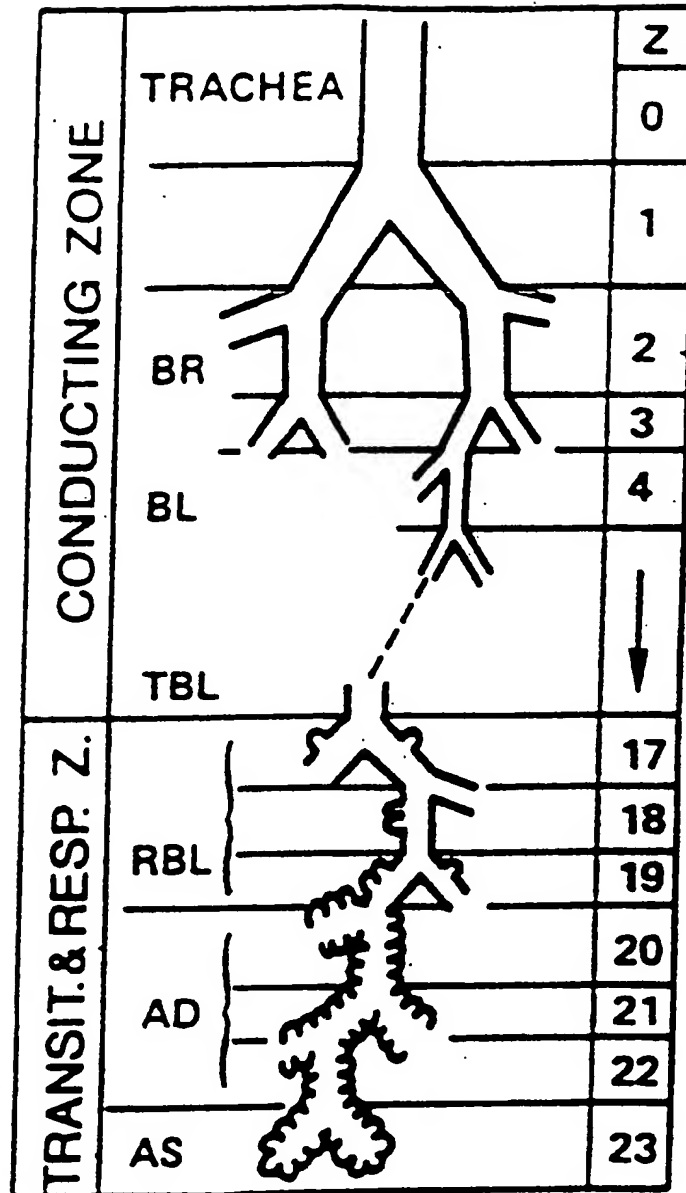 Z
TRACHEA
0
CONDUCTING ZONE
1
2
BR
3
BL
4
TBL
TRANSIT.& RESP. Z.
17
18
RBL
19
20
AD
21
22
AS
23